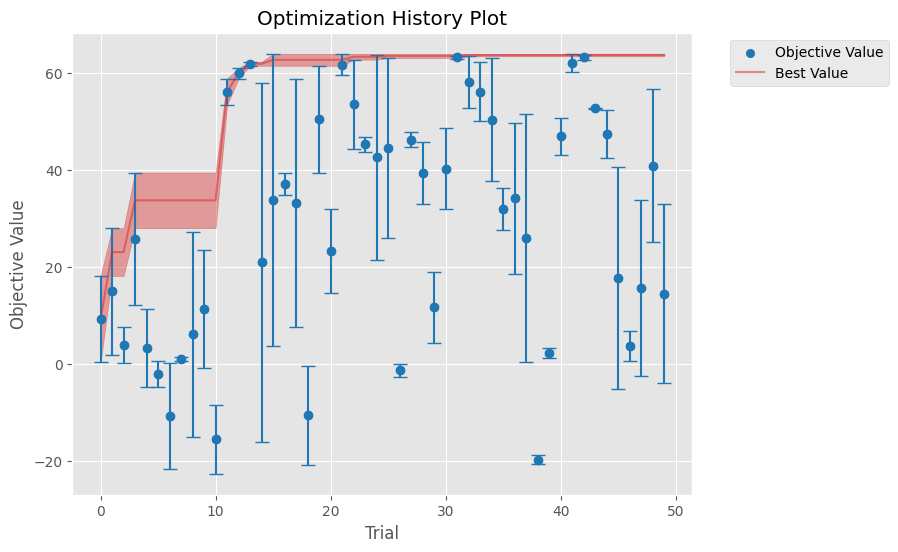 Optimization History Plot
Objective Value
Best Value
Objective Value
60
40
20
0
−20
0 10 20 30 40 50
Trial